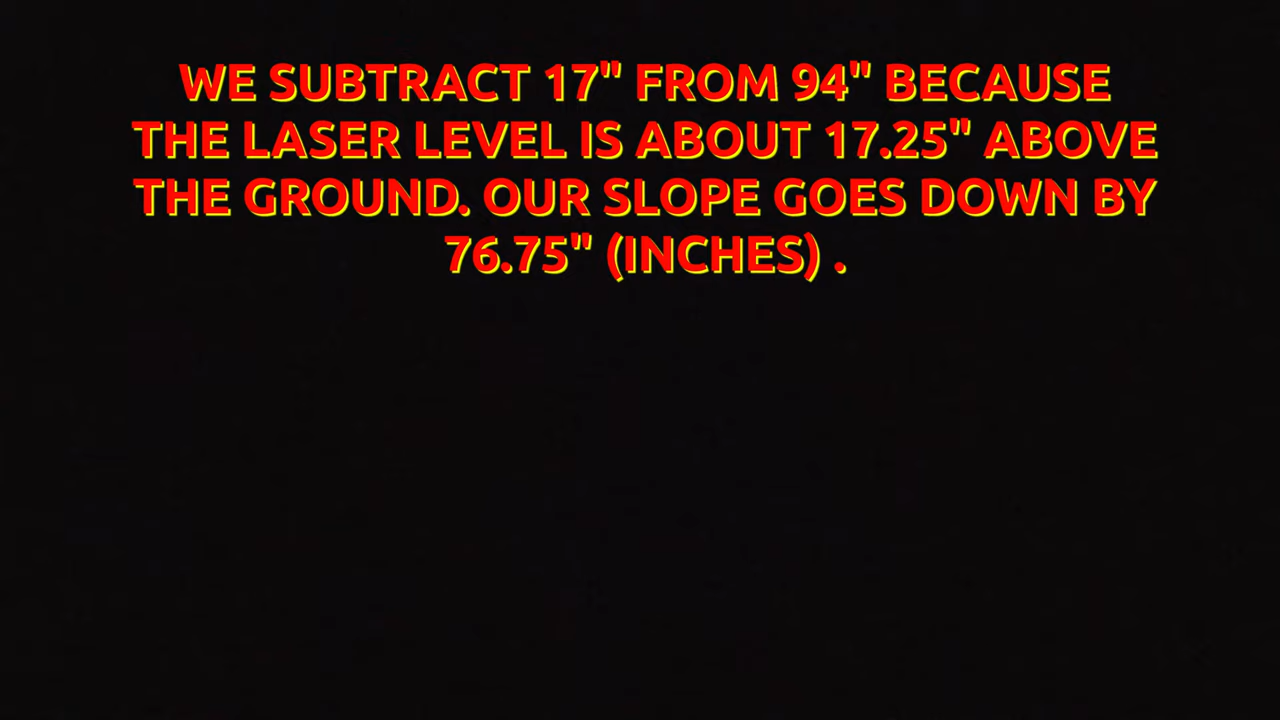 WE SUBTRACT 17" FROM 94" BECAUSE
THE LASER LEVEL IS ABOUT 17.25" ABOVE
THE GROUND. OUR SLOPE GOES DOWN BY
76.75" (INCHES) .